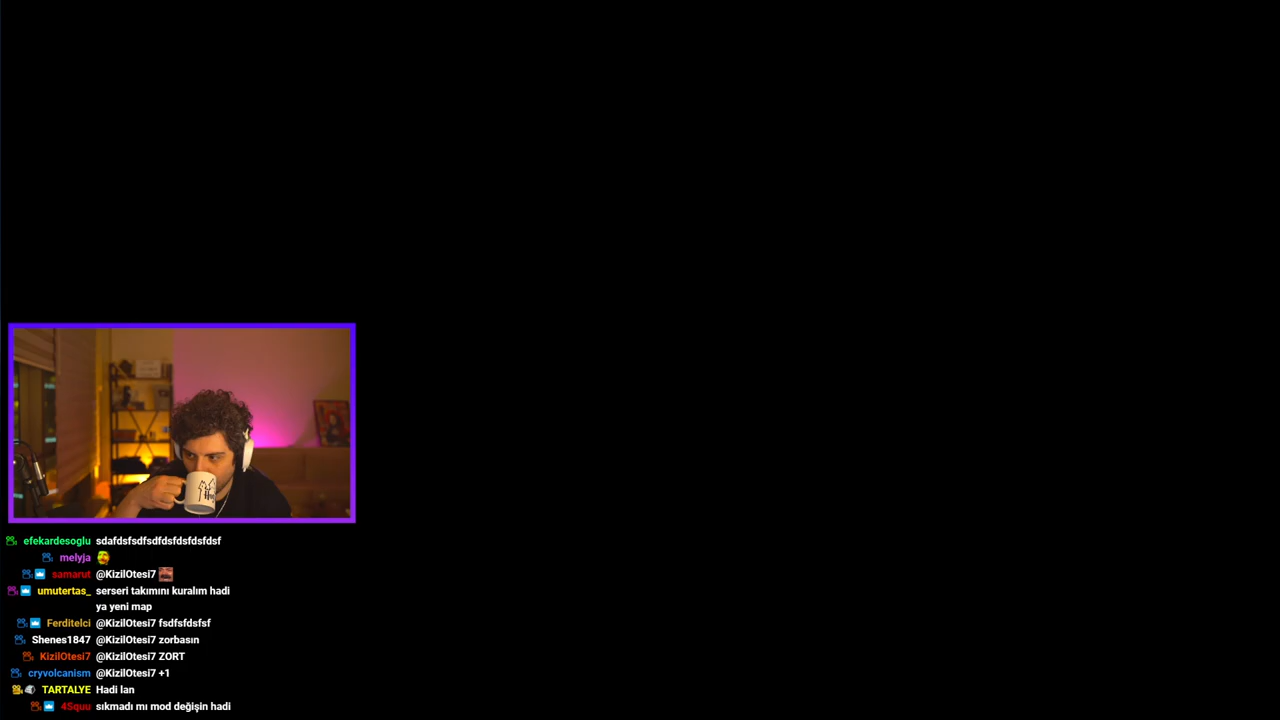 efekardesoglu sdafdsfsdfsdfdsfdsfdsfdsf
melyja
samarut @KizilOtesi7
umutertas_ serseri takımını kuralım hadi
ya yeni map
Ferditelci @KizilOtesi7 fsdfsfdsfsf
Shenes1847 @KizilOtesi7 zorbasın
KizilOtesi7 @KizilOtesi7 ZORT
cryvolcanism @KizilOtesi7 +1
TARTALYE Hadi lan
4Squu sıkmadı mı mod değişin hadi